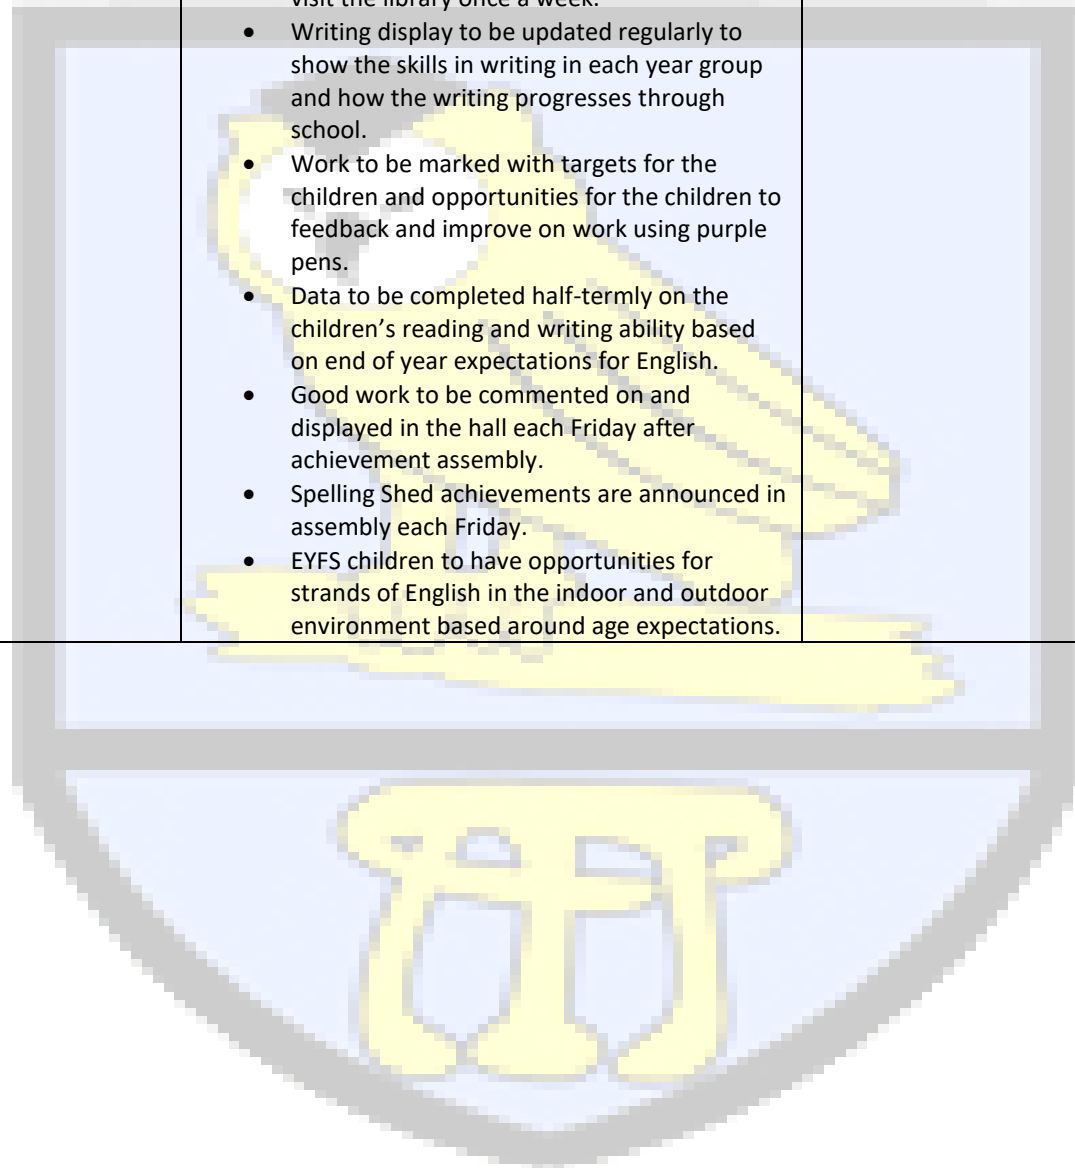 visit the library once a week.
• Writing display to be updated regularly to
show the skills in writing in each year group
and how the writing progresses through
school.
• Work to be marked with targets for the
children and opportunities for the children to
feedback and improve on work using purple
pens.
• Data to be completed half-termly on the
children’s reading and writing ability based
on end of year expectations for English.
• Good work to be commented on and
displayed in the hall each Friday after
achievement assembly.
• Spelling Shed achievements are announced in
assembly each Friday.
• EYFS children to have opportunities for
strands of English in the indoor and outdoor
environment based around age expectations.